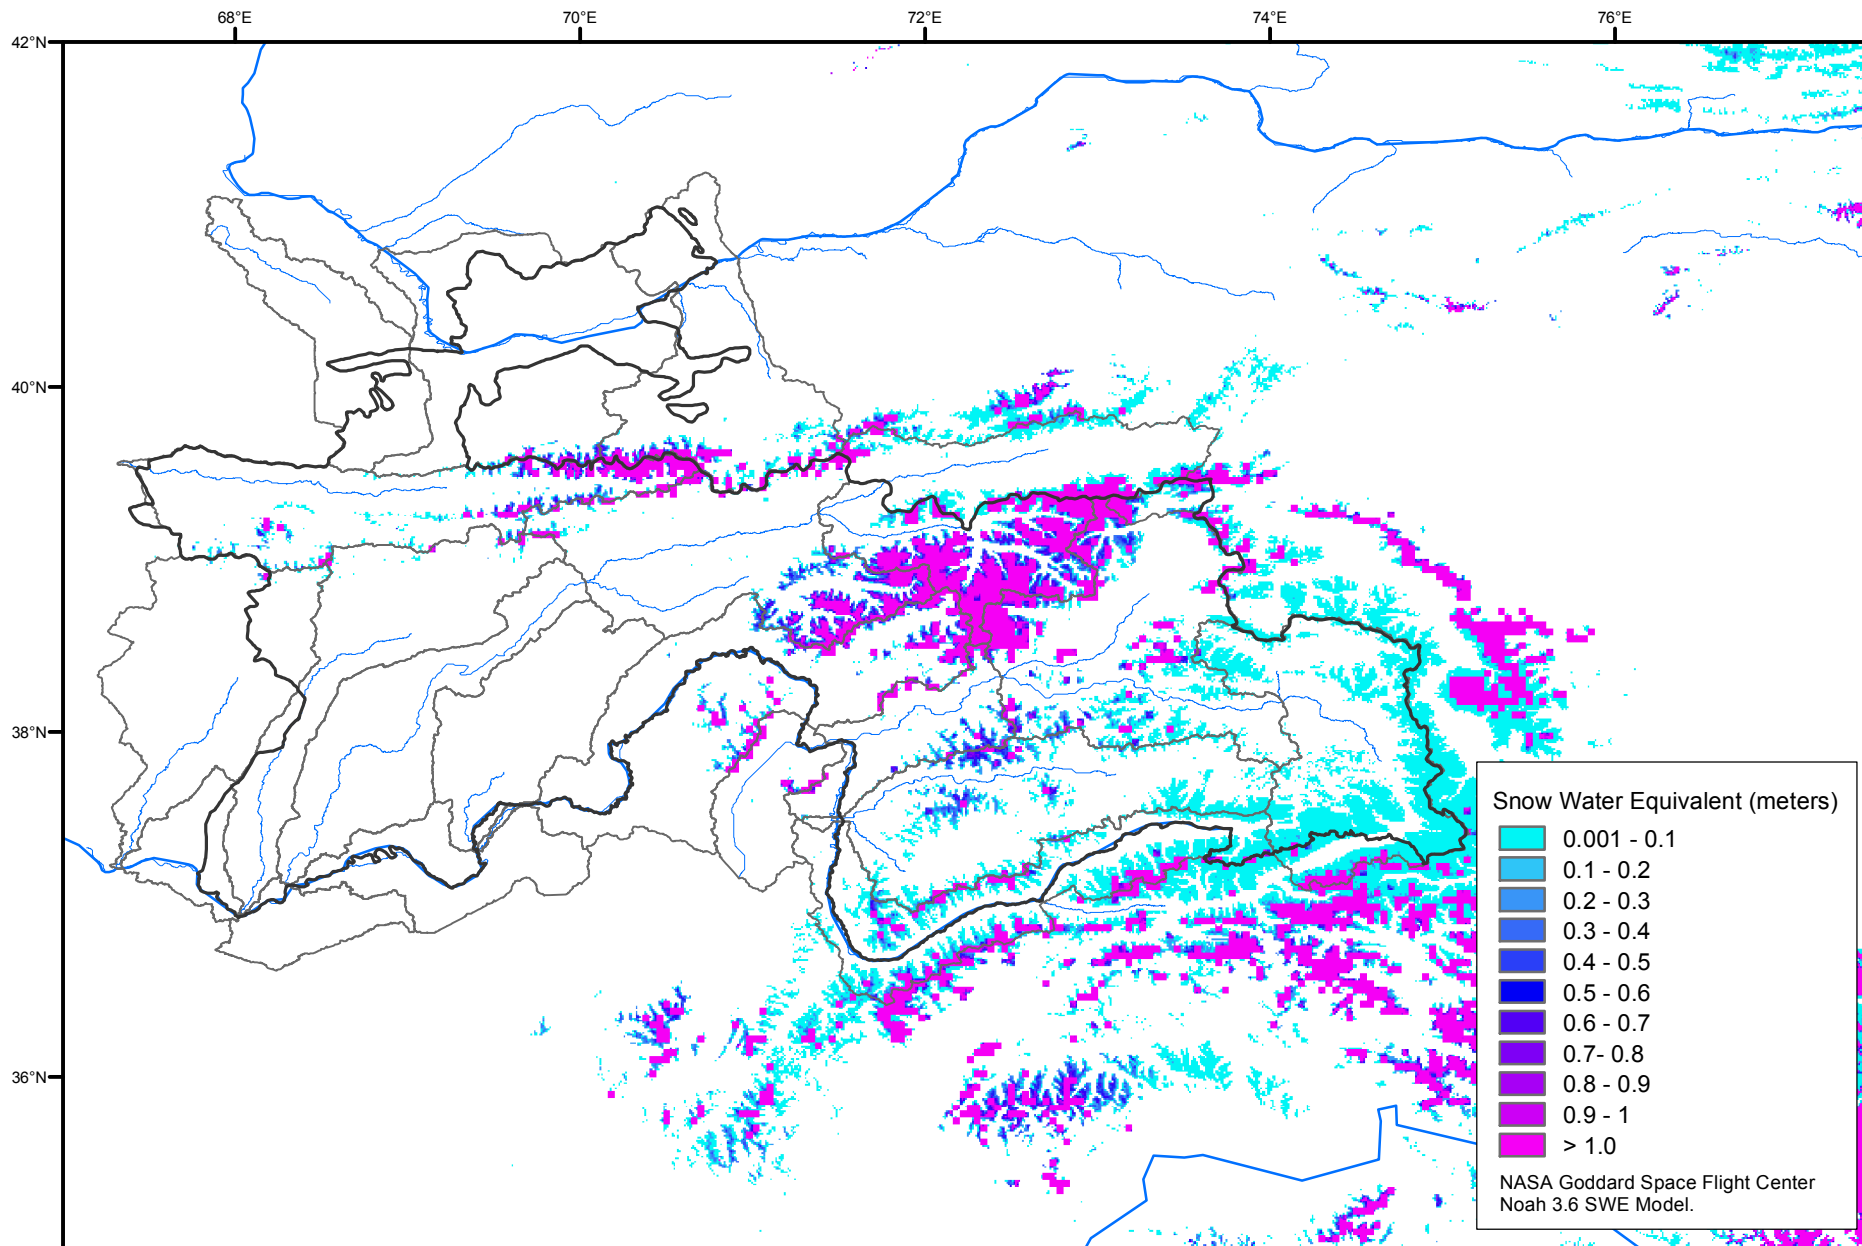 68°E
70°E
72°E
74°E
76°E
42°N
40°N
38°N
36°N
Snow Water Equivalent (meters)
0.001 - 0.1
0.1 - 0.2
0.2 - 0.3
0.3 - 0.4
0.4 - 0.5
0.5 - 0.6
0.6 - 0.7
0.7- 0.8
0.8 - 0.9
0.9 - 1
> 1.0
NASA Goddard Space Flight Center
Noah 3.6 SWE Model.